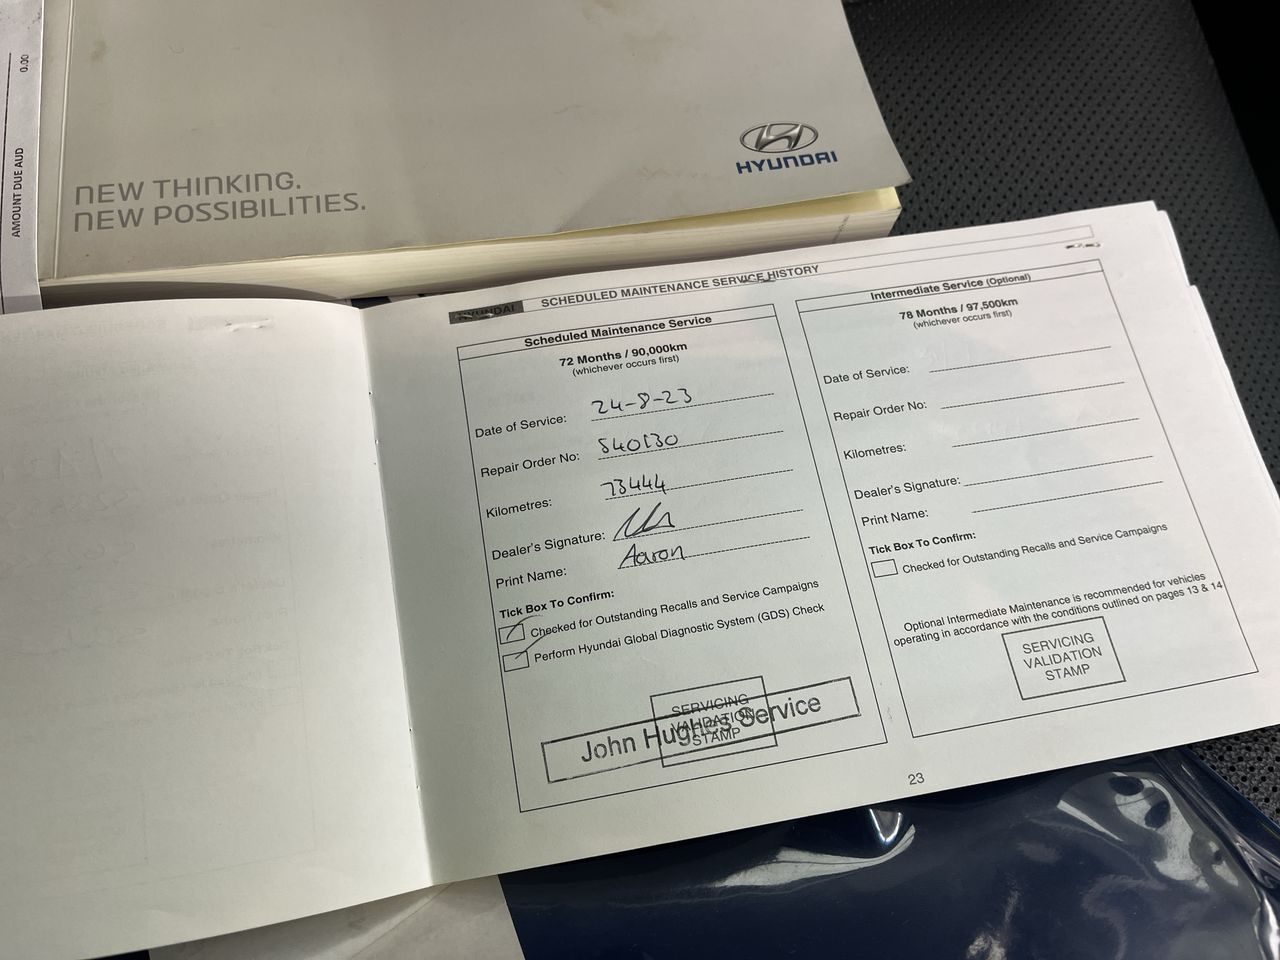 0.00
AMOUNT DUE AUD
NEW THINKING.
NEW POSSIBILITIES.
HYUNDAI
HYUNDAI
SCHEDULED MAINTENANCE SERVICE HISTORY
Scheduled Maintenance Service
72 Months / 90,000km
(whichever occurs first)
Date of Service: 24-8-23
Repair Order No: 540130
Kilometres: 73444
Dealer's Signature:
Print Name: Aaron
Tick Box To Confirm:
Checked for Outstanding Recalls and Service Campaigns
Perform Hyundai Global Diagnostic System (GDS) Check
SERVICING
VALIDATION
STAMP
John Hughes Service
Intermediate Service (Optional)
78 Months / 97,500km
(whichever occurs first)
Date of Service:
Repair Order No:
Kilometres:
Dealer's Signature:
Print Name:
Tick Box To Confirm:
Checked for Outstanding Recalls and Service Campaigns
Optional Intermediate Maintenance is recommended for vehicles
operating in accordance with the conditions outlined on pages 13 & 14
SERVICING
VALIDATION
STAMP
23